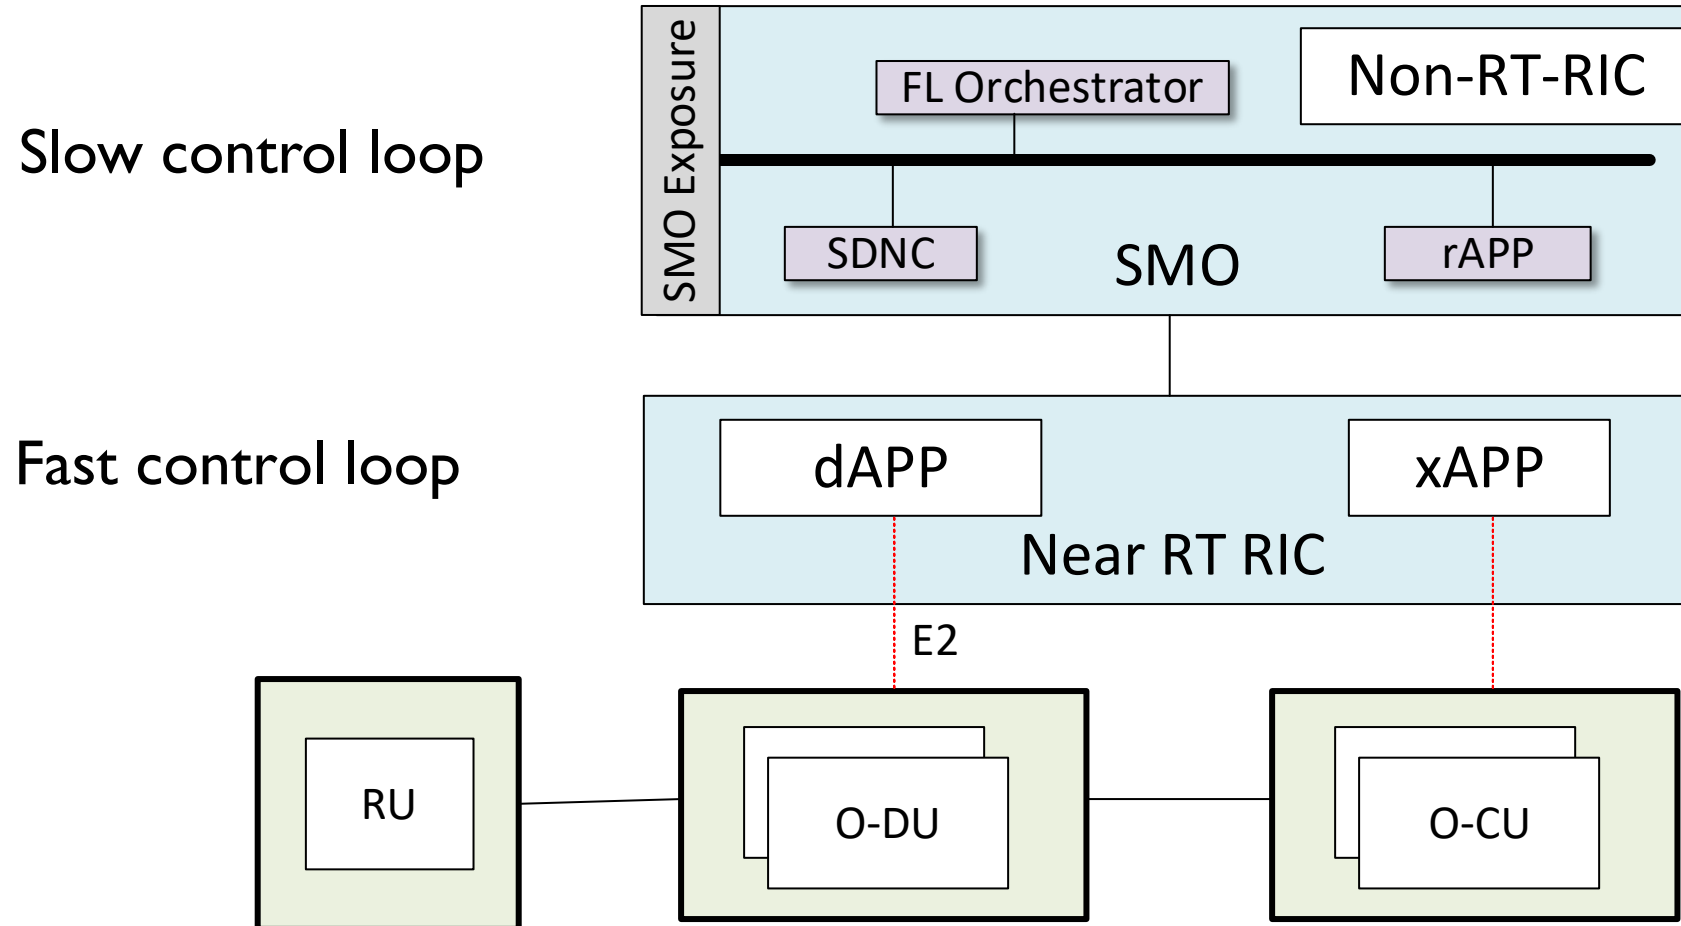 SMO Exposure
FL Orchestrator
Non-RT-RIC
Slow control loop
SDNC
SMO
rAPP
Fast control loop
dAPP
xAPP
Near RT RIC
E2
RU
O-DU
O-CU